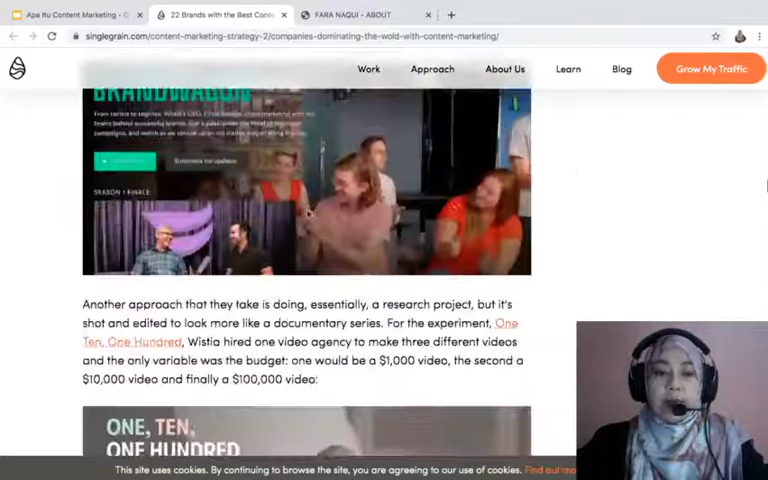 Apa Itu Content Marketing - G
22 Brands with the Best Conte
FARA NAQUI - ABOUT
singlegrain.com/content-marketing-strategy-2/companies-dominating-the-wold-with-content-marketing/
Work
Approach
About Us
Learn
Blog
Grow My Traffic
BRANDWAGON
SEASON 1 FINALE:
Another approach that they take is doing, essentially, a research project, but it's
shot and edited to look more like a documentary series. For the experiment, One
Ten, One Hundred, Wistia hired one video agency to make three different videos
and the only variable was the budget: one would be a $1,000 video, the second a
$10,000 video and finally a $100,000 video:
ONE, TEN,
ONE HUNDRED
This site uses cookies. By continuing to browse the site, you are agreeing to our use of cookies. Find out mo